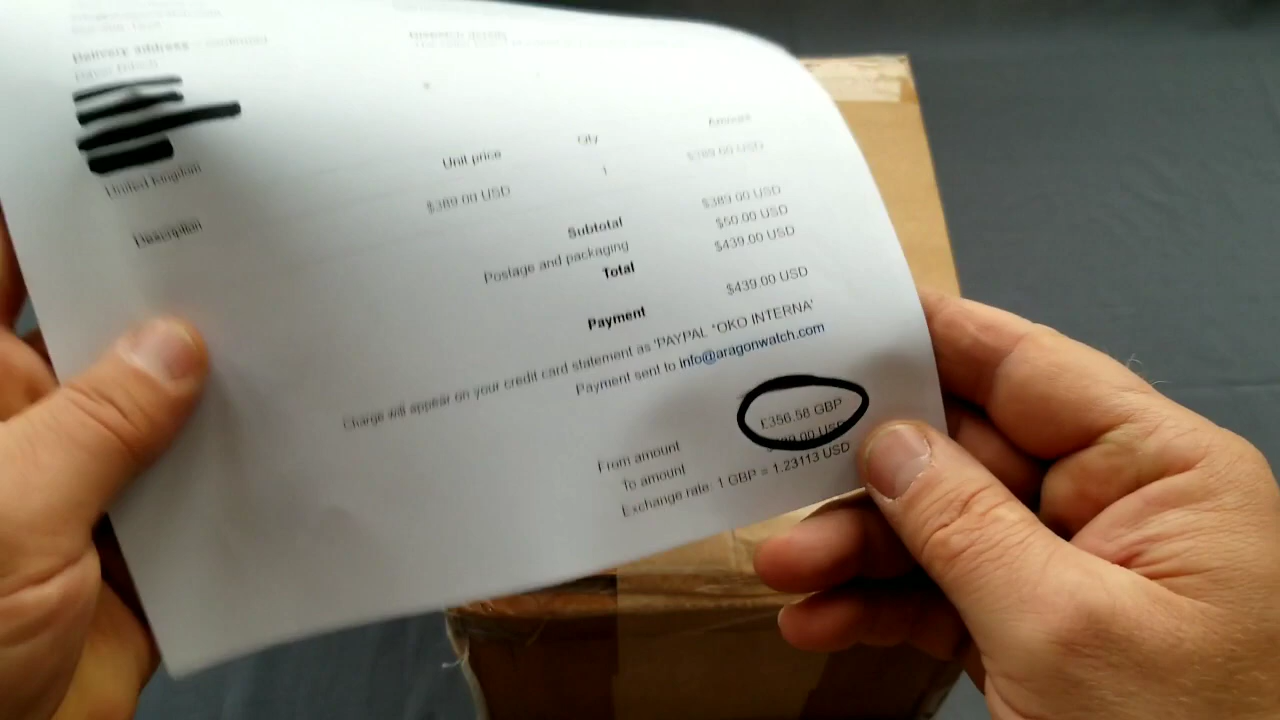 Delivery address - confirmed
United Kingdom
Description
Unit price
Qty
Amount
$389.00 USD
1
$389.00 USD
Subtotal
$389.00 USD
Postage and packaging
$50.00 USD
Total
$439.00 USD
Payment
$439.00 USD
Charge will appear on your credit card statement as 'PAYPAL *OKO INTERNA'
Payment sent to info@aragonwatch.com
From amount
£356.58 GBP
To amount
USD
Exchange rate: 1 GBP = 1.23113 USD